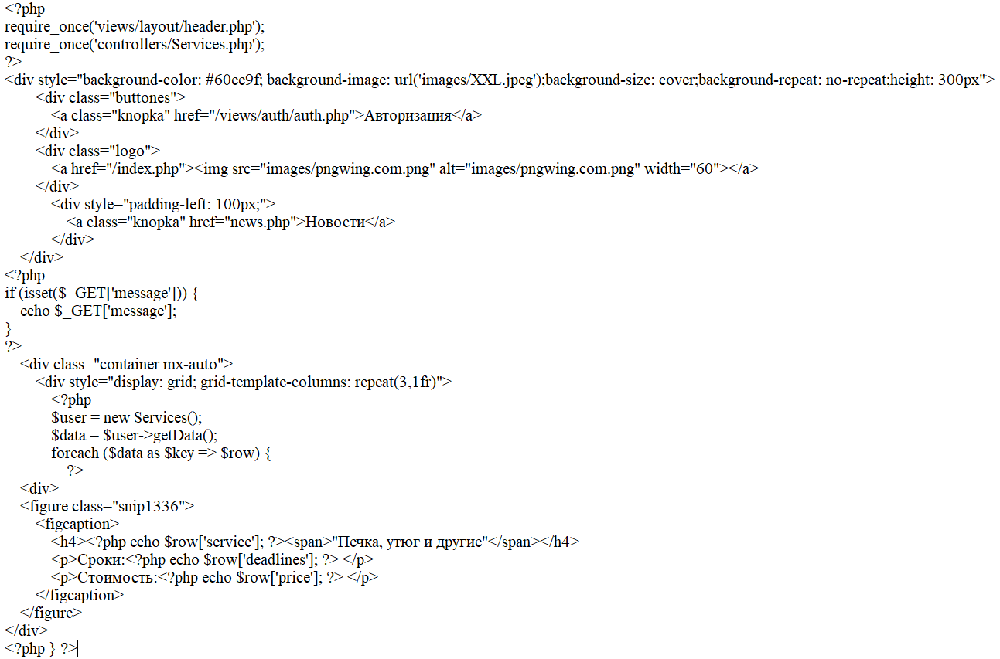 <?php
require_once('views/layout/header.php');
require_once('controllers/Services.php');
?>
<div style="background-color: #60ee9f; background-image: url('images/XXL.jpeg');background-size: cover;background-repeat: no-repeat;height: 300px">
<div class="buttones">
<a class="knopka" href="/views/auth/auth.php">Авторизация</a>
</div>
<div class="logo">
<a href="/index.php"><img src="images/pngwing.com.png" alt="images/pngwing.com.png" width="60"></a>
</div>
<div style="padding-left: 100px;">
<a class="knopka" href="news.php">Новости</a>
</div>
</div>
<?php
if (isset($_GET['message'])) {
echo $_GET['message'];
}
?>
<div class="container mx-auto">
<div style="display: grid; grid-template-columns: repeat(3,1fr)">
<?php
$user = new Services();
$data = $user->getData();
foreach ($data as $key => $row) {
?>
<div>
<figure class="snip1336">
<figcaption>
<h4><?php echo $row['service']; ?><span>"Печка, утюг и другие"</span></h4>
<p>Сроки:<?php echo $row['deadlines']; ?> </p>
<p>Стоимость:<?php echo $row['price']; ?> </p>
</figcaption>
</figure>
</div>
<?php } ?>